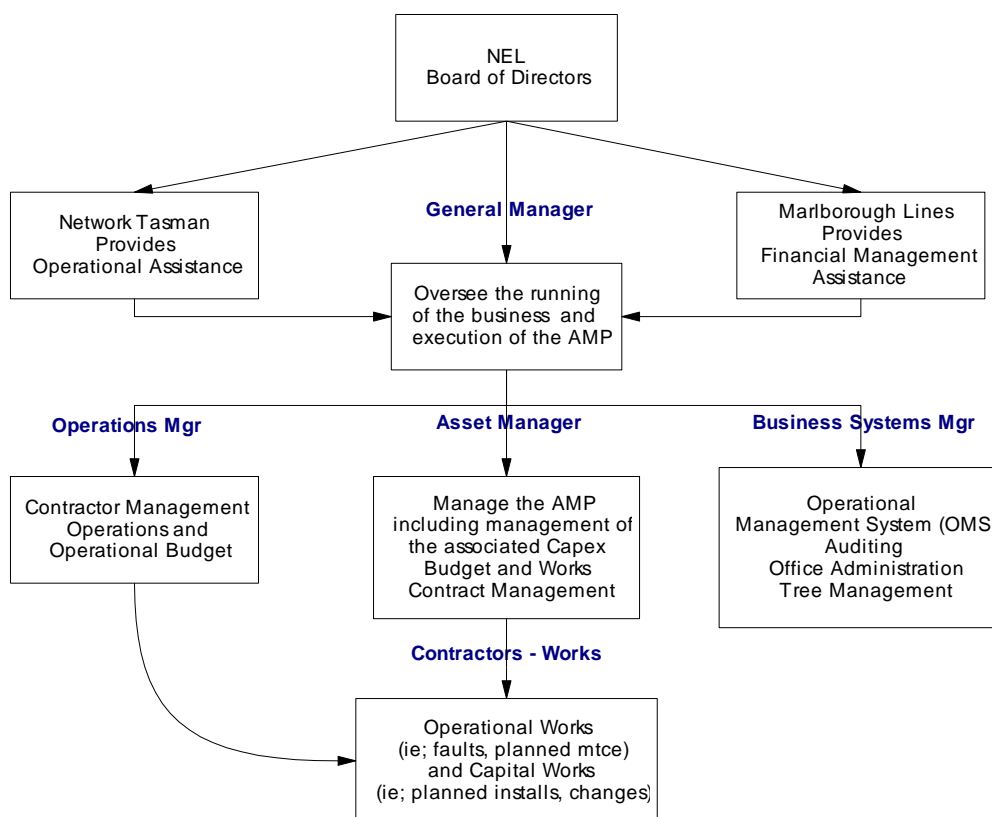 NEL
Board of Directors
Network Tasman
Provides
Operational Assistance
General Manager
Marlborough Lines
Provides
Financial Management
Assistance
Oversee the running
of the business and
execution of the AMP
Operations Mgr
Asset Manager
Business Systems Mgr
Contractor Management
Operations and
Operational Budget
Manage the AMP
including management of
the associated Capex
Budget and Works
Contract Management
Operational
Management System (OMS
Auditing
Office Administration
Tree Management
Contractors - Works
Operational Works
(ie; faults, planned mtce)
and Capital Works
(ie; planned installs, changes)